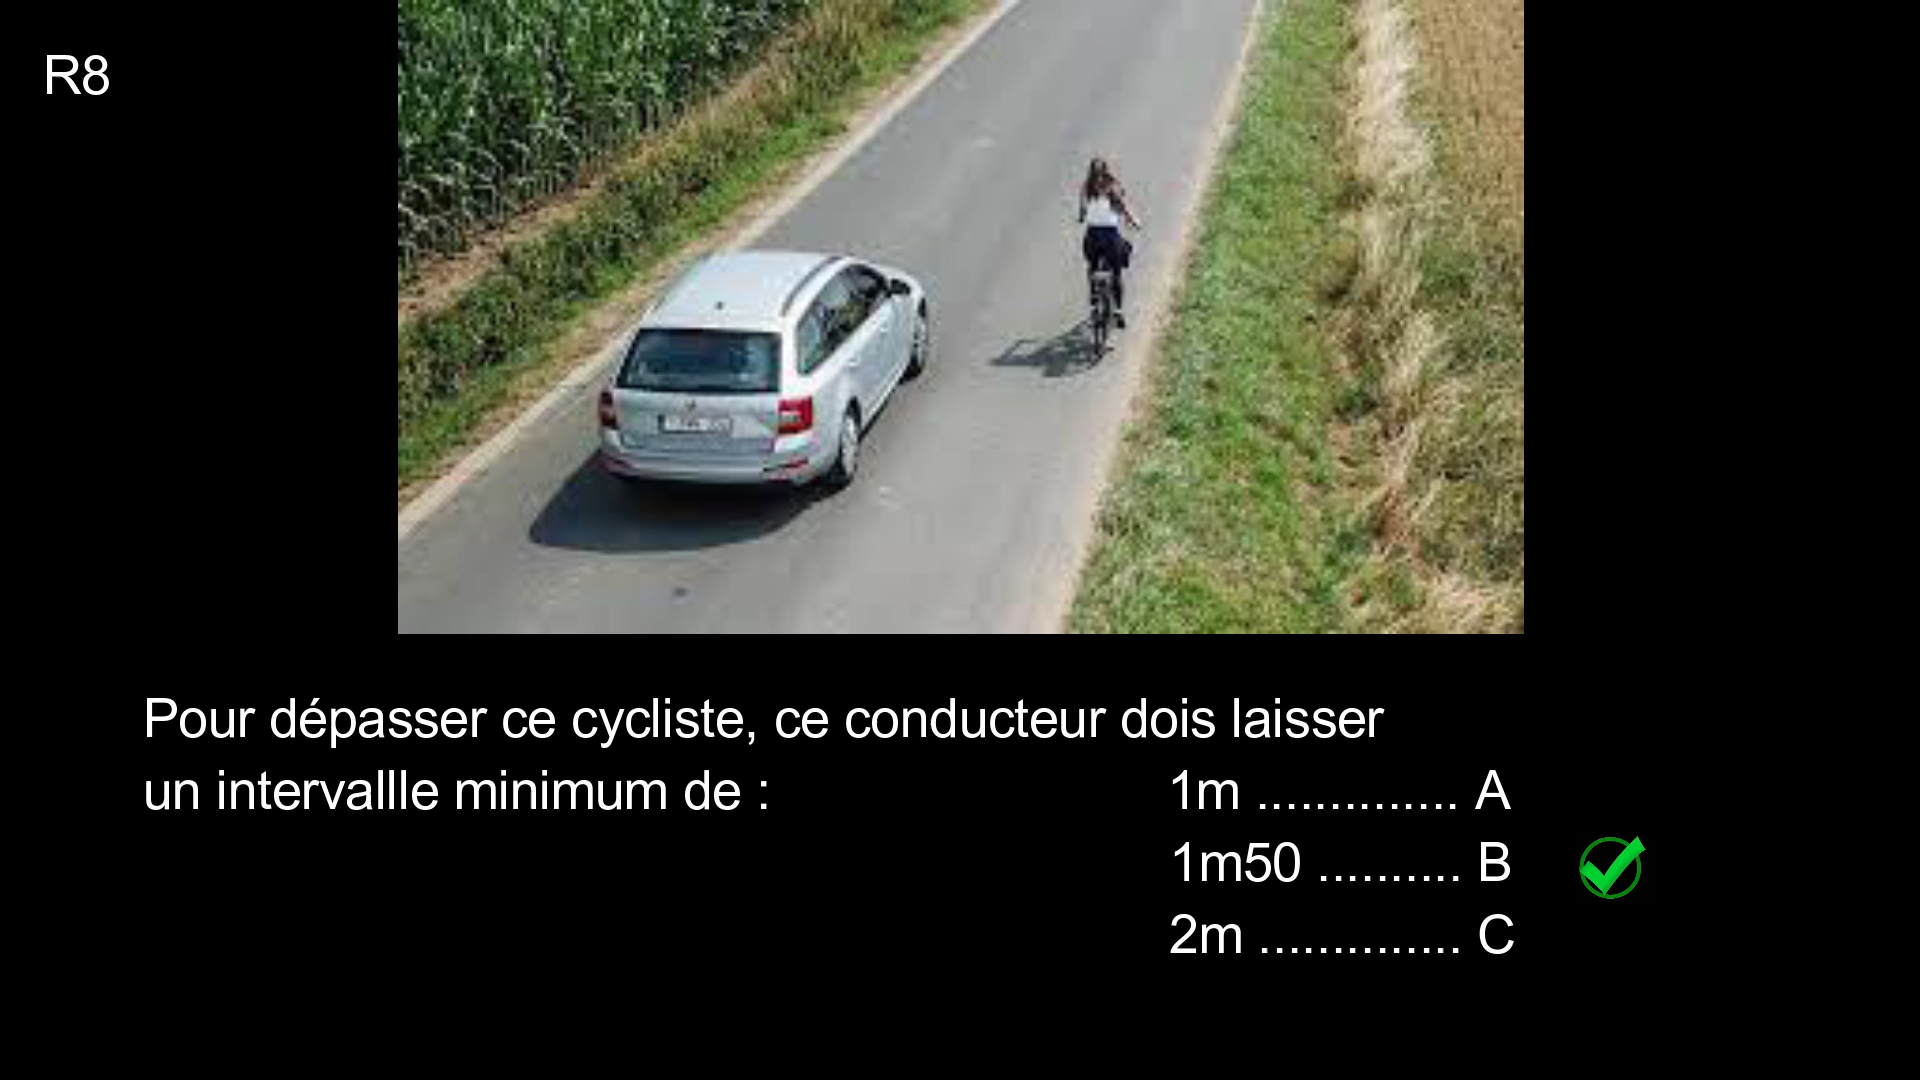 R8
Pour dépasser ce cycliste, ce conducteur dois laisser
un intervallle minimum de :
1m .............. A
1m50 .......... B
2m .............. C